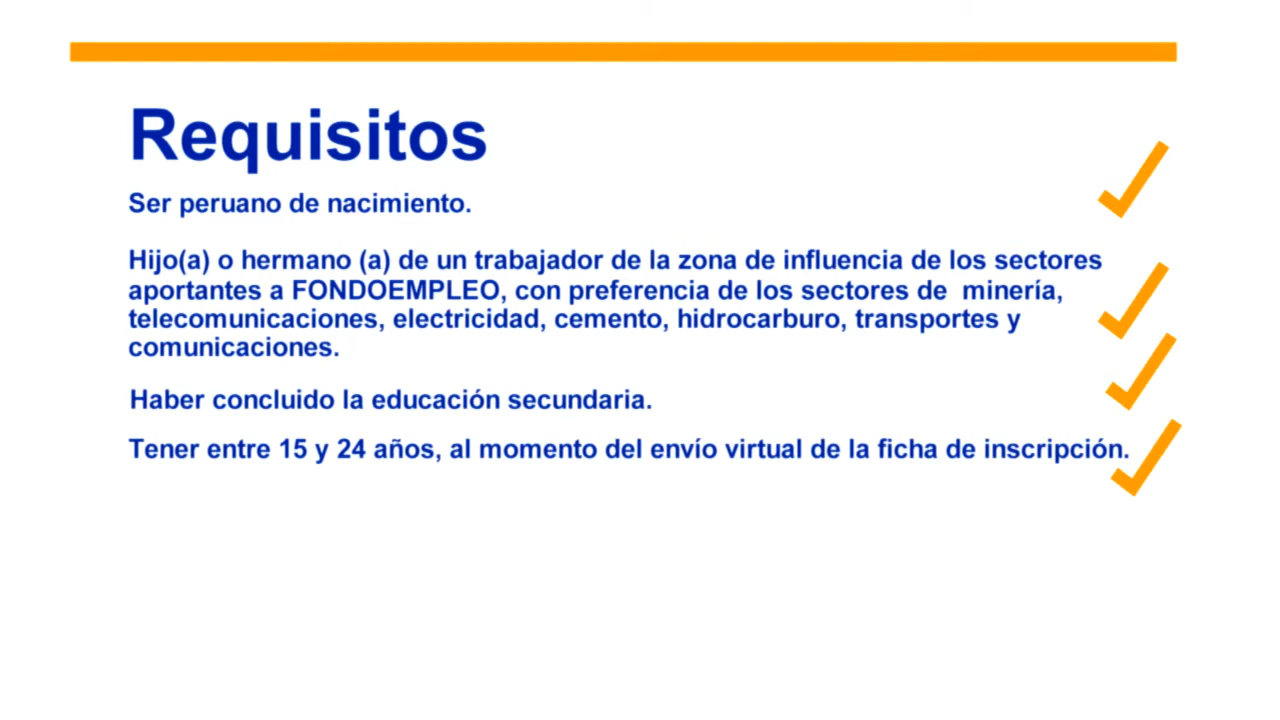 Requisitos
Ser peruano de nacimiento.
Hijo(a) o hermano (a) de un trabajador de la zona de influencia de los sectores
aportantes a FONDOEMPLEO, con preferencia de los sectores de  minería,
telecomunicaciones, electricidad, cemento, hidrocarburo, transportes y
comunicaciones.
Haber concluido la educación secundaria.
Tener entre 15 y 24 años, al momento del envío virtual de la ficha de inscripción.